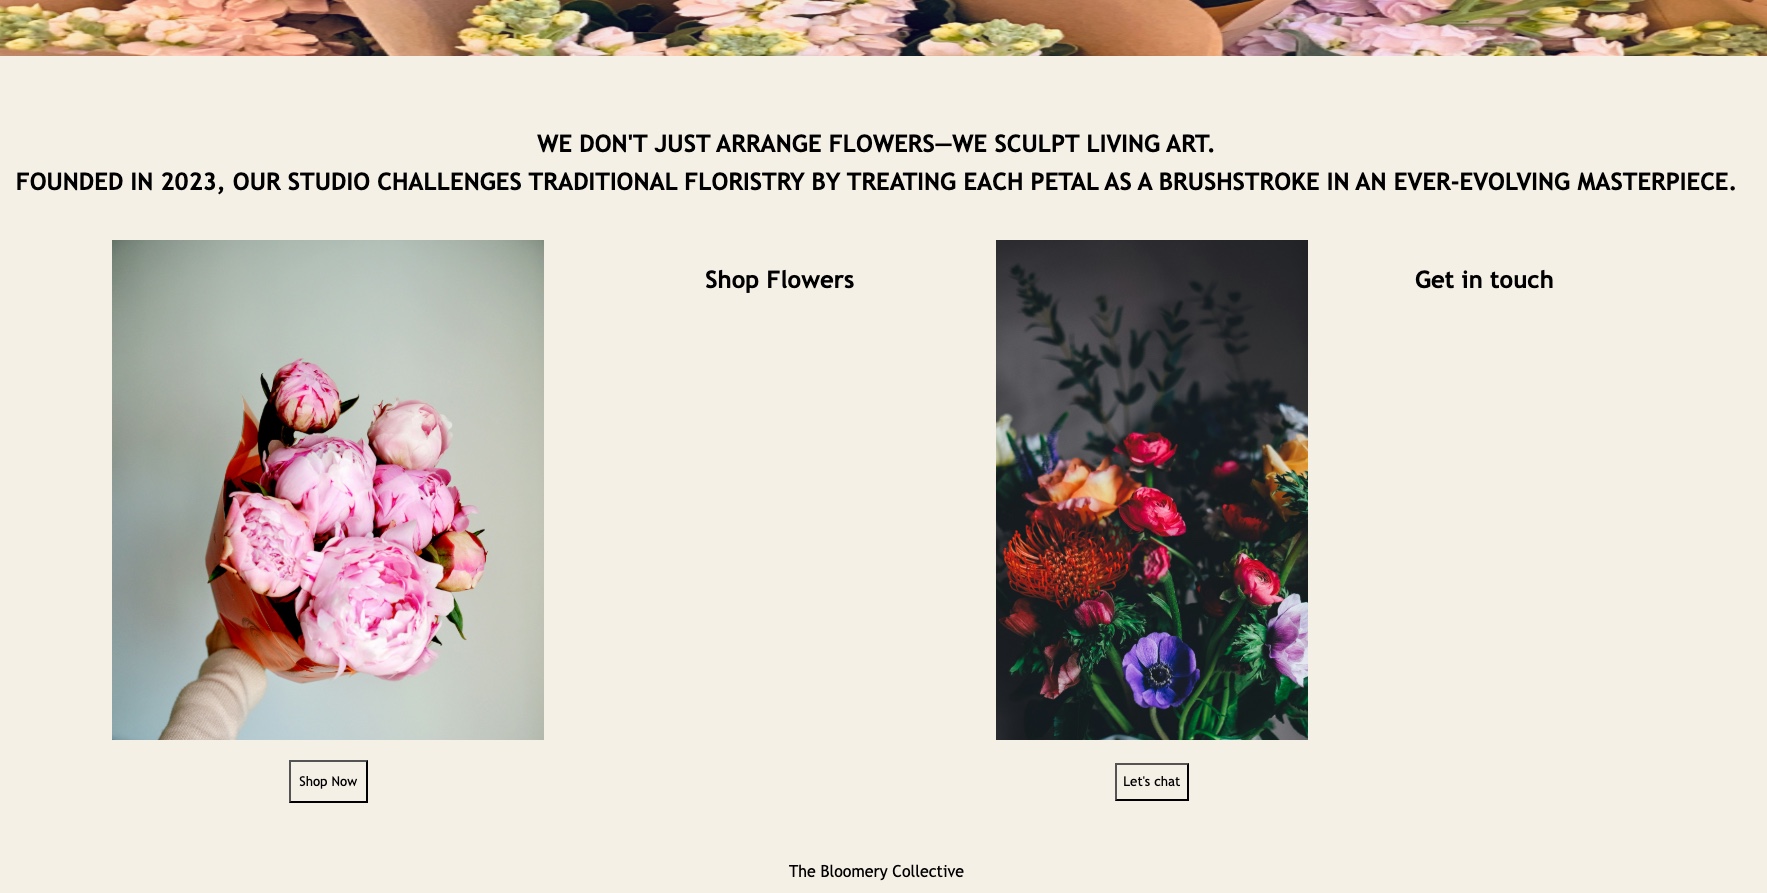 WE DON'T JUST ARRANGE FLOWERS—WE SCULPT LIVING ART.
FOUNDED IN 2023, OUR STUDIO CHALLENGES TRADITIONAL FLORISTRY BY TREATING EACH PETAL AS A BRUSHSTROKE IN AN EVER-EVOLVING MASTERPIECE.
Shop Flowers
Get in touch
Shop Now
Let's chat
The Bloomery Collective